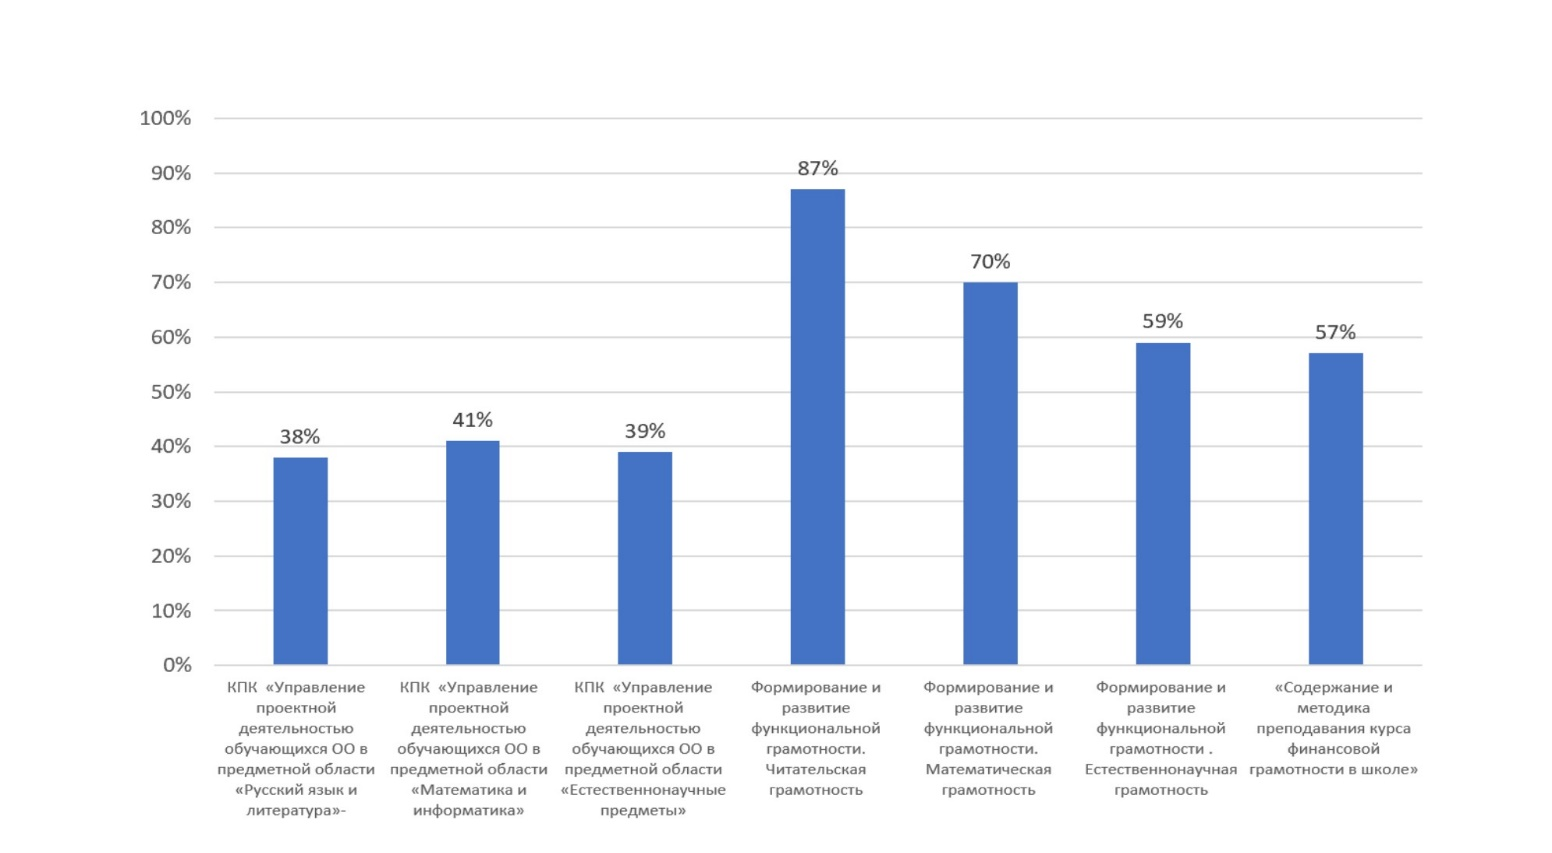 100%
90%
80%
70%
60%
50%
40%
30%
20%
10%
0%
38%
41%
39%
87%
70%
59%
57%
КПК «Управление
проектной
деятельностью
обучающихся ОО в
предметной области
«Русский язык и
литература»-
КПК «Управление
проектной
деятельностью
обучающихся ОО в
предметной области
«Математика и
информатика»
КПК «Управление
проектной
деятельностью
обучающихся ОО в
предметной области
«Естественнонаучные
предметы»
Формирование и
развитие
функциональной
грамотности.
Читательская
грамотность
Формирование и
развитие
функциональной
грамотности.
Математическая
грамотность
Формирование и
развитие
функциональной
грамотности .
Естественнонаучная
грамотность
«Содержание и
методика
преподавания курса
финансовой
грамотности в школе»